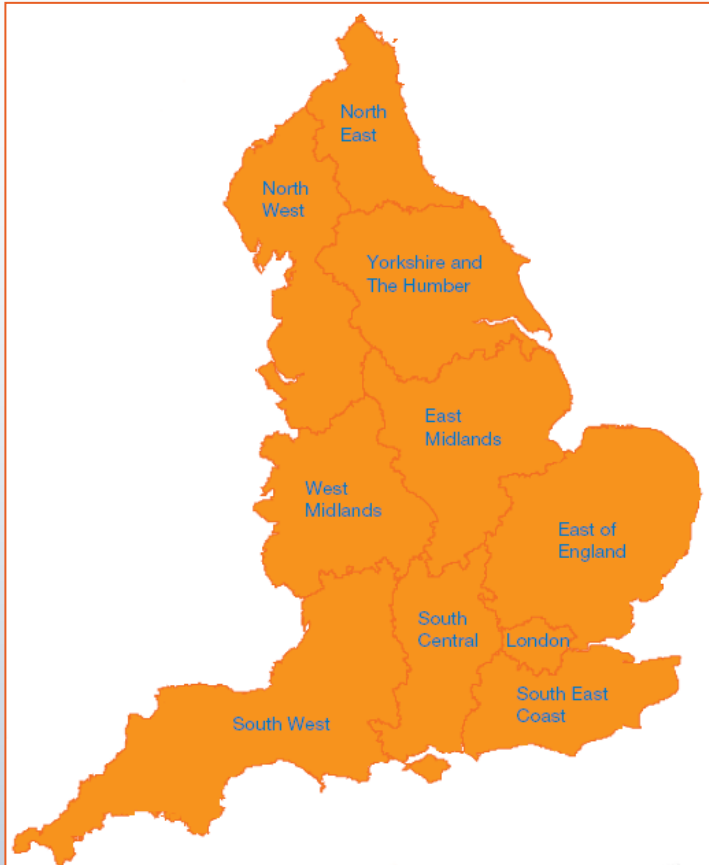 North
East
North
West
Yorkshire and
The Humber
East
Midlands
West
Midlands
East of
England
South
Central
London
South East
Coast
South West